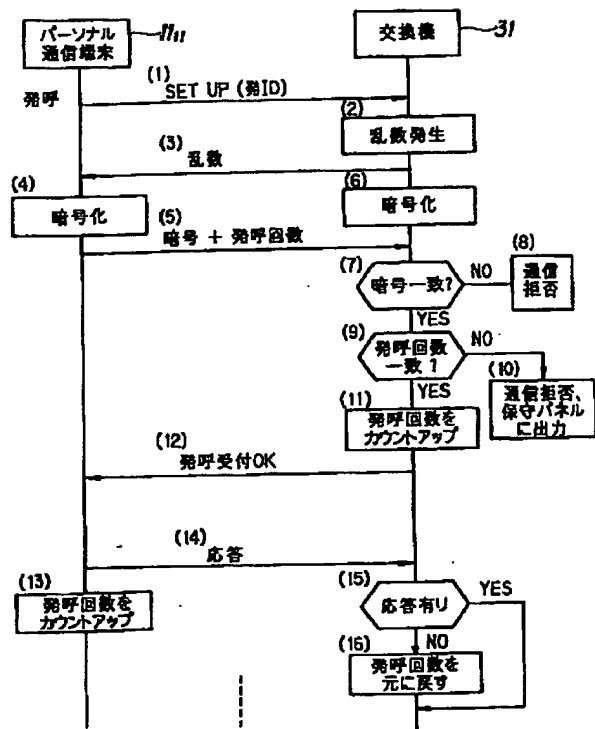 パーソナル
通信端末
11₁₁
交換機
31
発呼
(1)
SET UP (発ID)
(2)
乱数発生
(3)
乱数
(4)
暗号化
(5)
暗号 + 発呼回数
(6)
暗号化
(7)
暗号一致?
NO
(8)
通信
拒否
YES
(9)
発呼回数
一致?
NO
(10)
通信拒否、
保守パネル
に出力
YES
(11)
発呼回数を
カウントアップ
(12)
発呼受付OK
(14)
応答
(13)
発呼回数を
カウントアップ
(15)
応答有り
YES
NO
(16)
発呼回数を
元に戻す